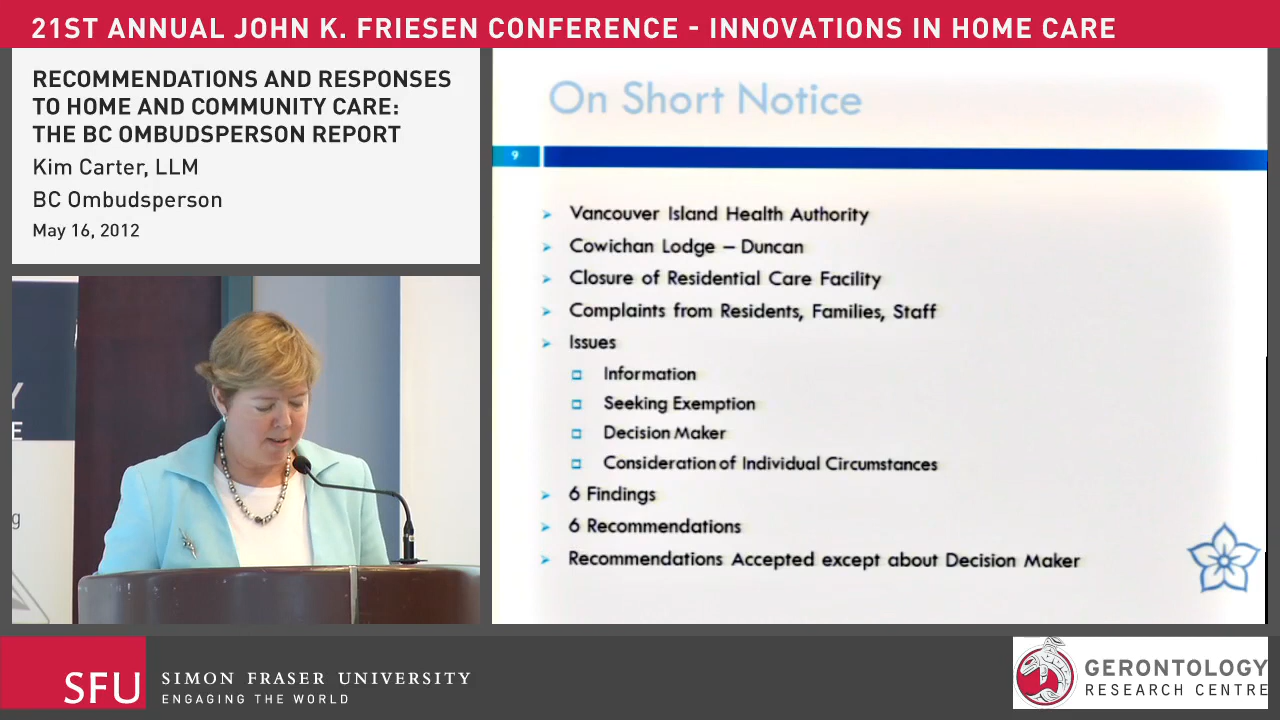 21ST ANNUAL JOHN K. FRIESEN CONFERENCE - INNOVATIONS IN HOME CARE
RECOMMENDATIONS AND RESPONSES
TO HOME AND COMMUNITY CARE:
THE BC OMBUDSPERSON REPORT
Kim Carter, LLM
BC Ombudsperson
May 16, 2012
On Short Notice
9
Vancouver Island Health Authority
Cowichan Lodge – Duncan
Closure of Residential Care Facility
Complaints from Residents, Families, Staff
Issues
Information
Seeking Exemption
Decision Maker
Consideration of Individual Circumstances
6 Findings
6 Recommendations
Recommendations Accepted except about Decision Maker
Y
E
g
SFU
SIMON FRASER UNIVERSITY
ENGAGING THE WORLD
GERONTOLOGY
RESEARCH CENTRE